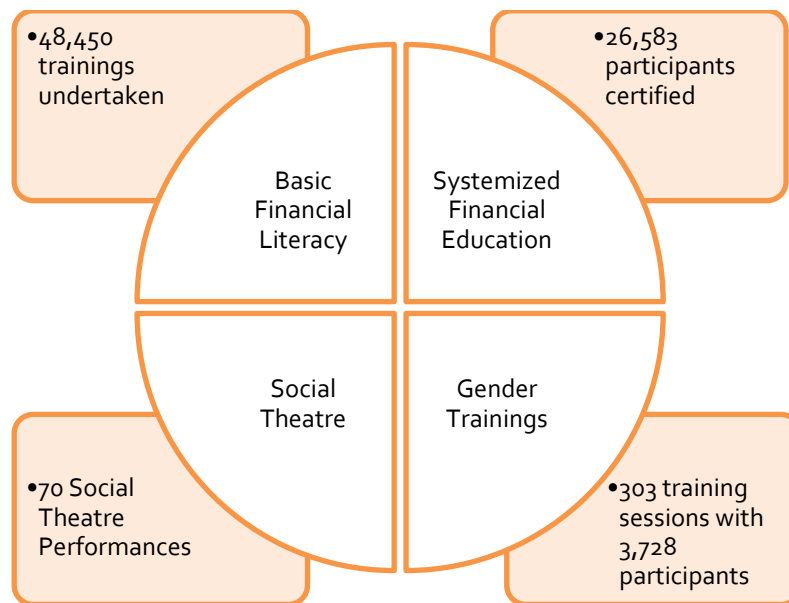 •48,450
trainings
undertaken
•26,583
participants
certified
Basic
Financial
Literacy
Systemized
Financial
Education
Social
Theatre
Gender
Trainings
•70 Social
Theatre
Performances
•303 training
sessions with
3,728
participants